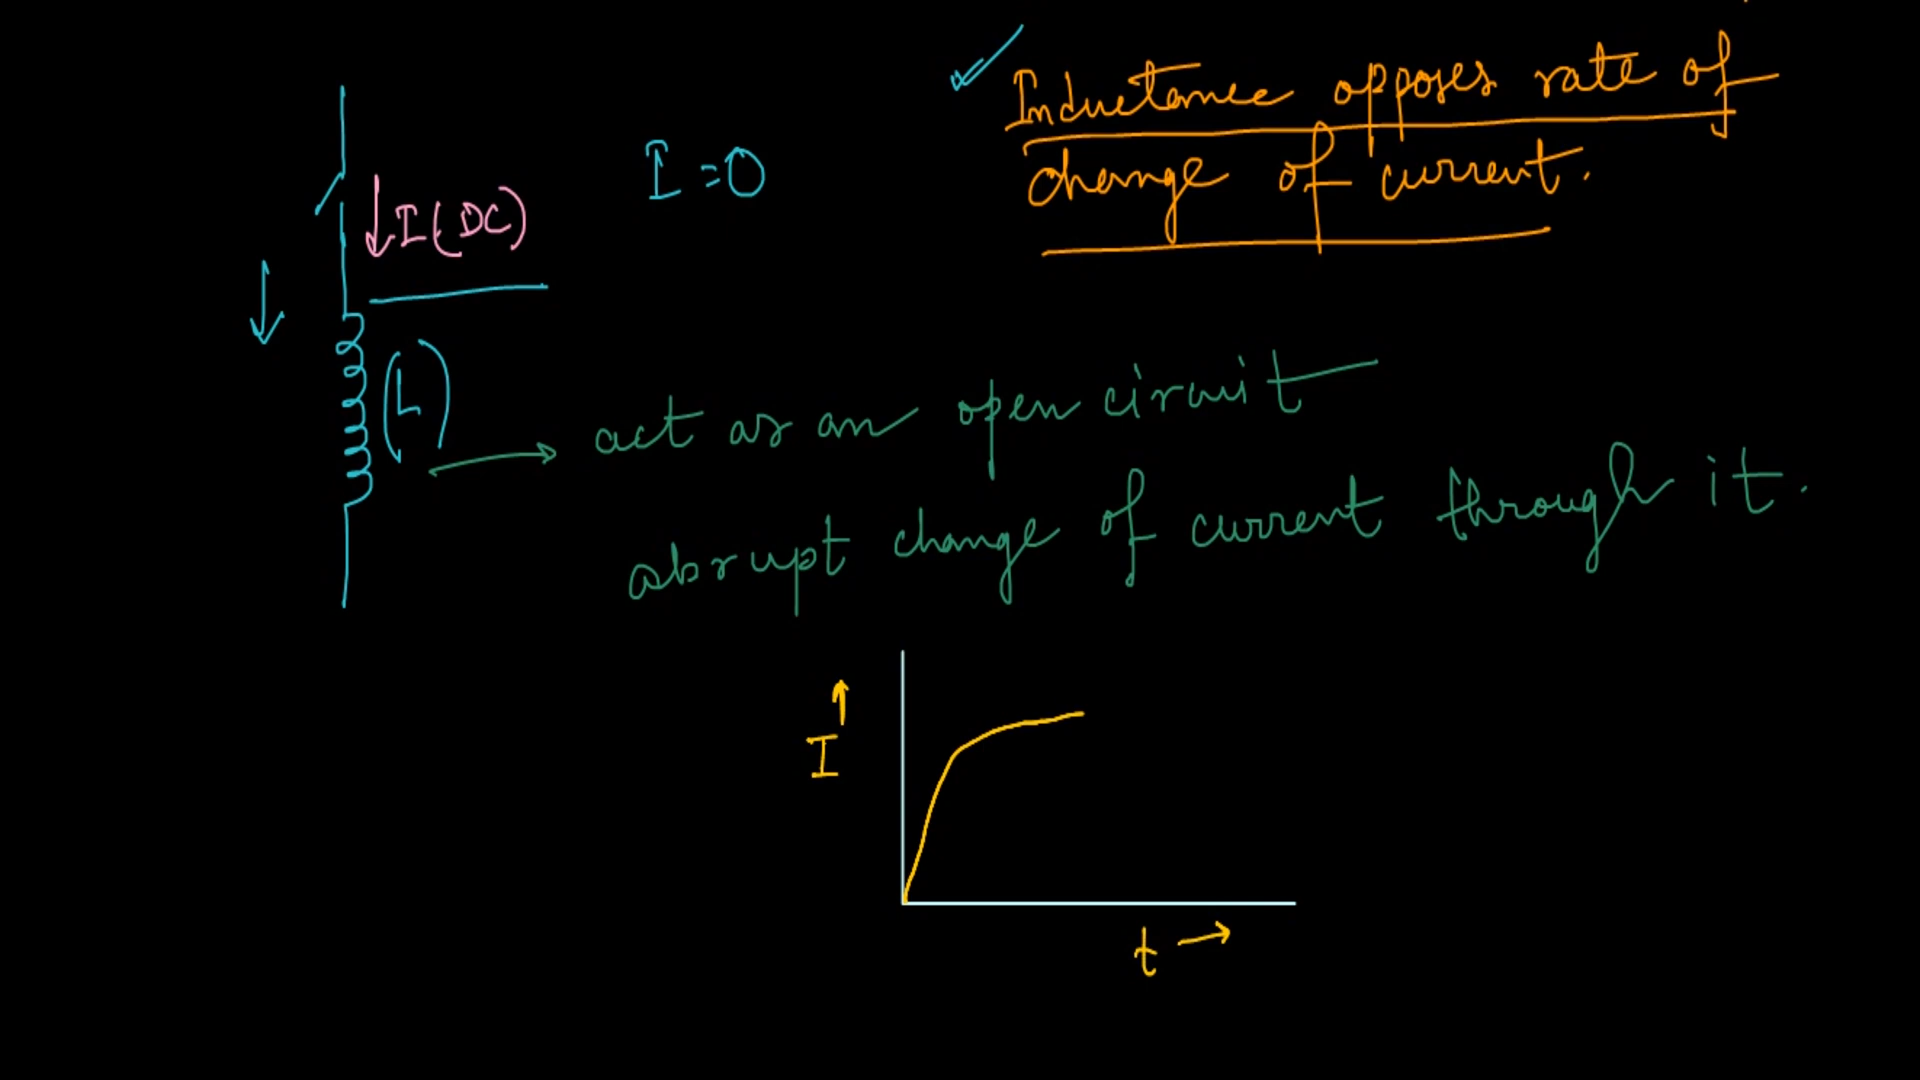 Inductance opposes rate of
change of current.
I = 0
↓I(DC)
(L)
act as an open circuit
abrupt change of current through it.
I
t →